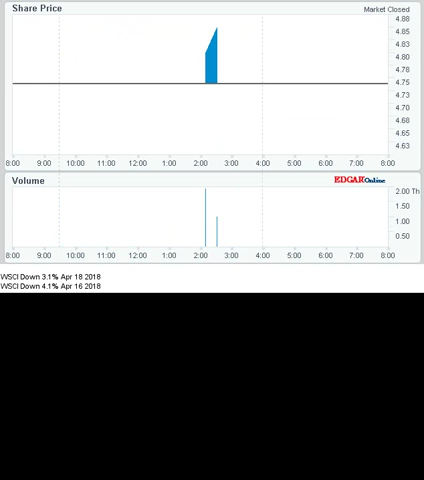 Share Price
Market Closed
4.88
4.85
4.83
4.80
4.78
4.75
4.73
4.70
4.68
4.65
4.63
8:00 9:00 10:00 11:00 12:00 1:00 2:00 3:00 4:00 5:00 6:00 7:00 8:00
Volume
EDGAROnline
2.00 Th
1.50
1.00
0.50
8:00 9:00 10:00 11:00 12:00 1:00 2:00 3:00 4:00 5:00 6:00 7:00 8:00
WSCI Down 3.1% Apr 18 2018
WSCI Down 4.1% Apr 16 2018